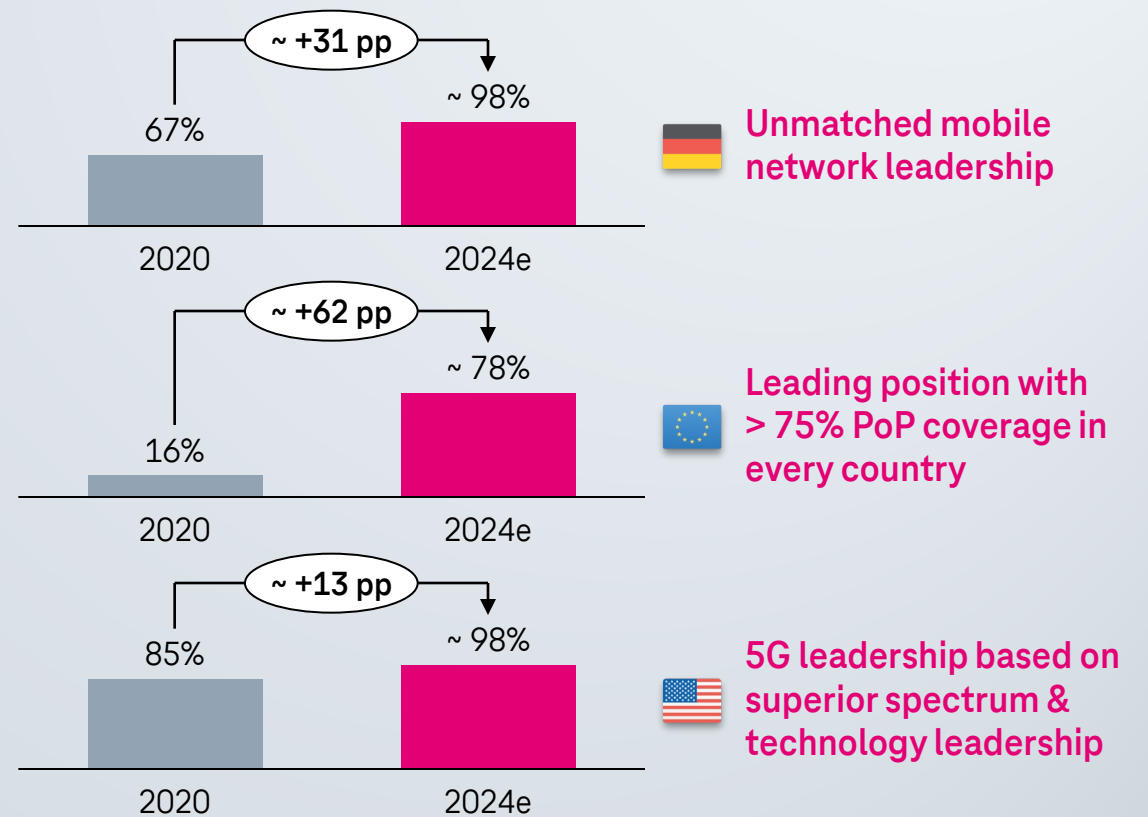 ~ +31 pp
67%
~ 98%
2020
2024e
Unmatched mobile
network leadership
~ +62 pp
16%
~ 78%
2020
2024e
Leading position with
> 75% PoP coverage in
every country
~ +13 pp
85%
~ 98%
2020
2024e
5G leadership based on
superior spectrum &
technology leadership